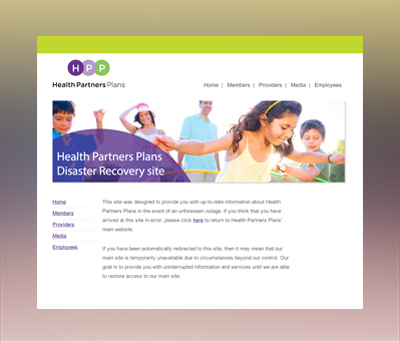 H P P
Health Partners Plans
Home | Members | Providers | Media | Employees
Health Partners Plans
Disaster Recovery site
Home
Members
Providers
Media
Employees
This site was designed to provide you with up-to-date information about Health
Partners Plans in the event of an unforeseen outage. If you think that you have
arrived at this site in error, please click here to return to Health Partners Plans'
main website.
If you have been automatically redirected to this site, then it may mean that our
main site is temporarily unavailable due to circumstances beyond our control. Our
goal is to provide you with uninterrupted information and services until we are able
to restore access to our main site.